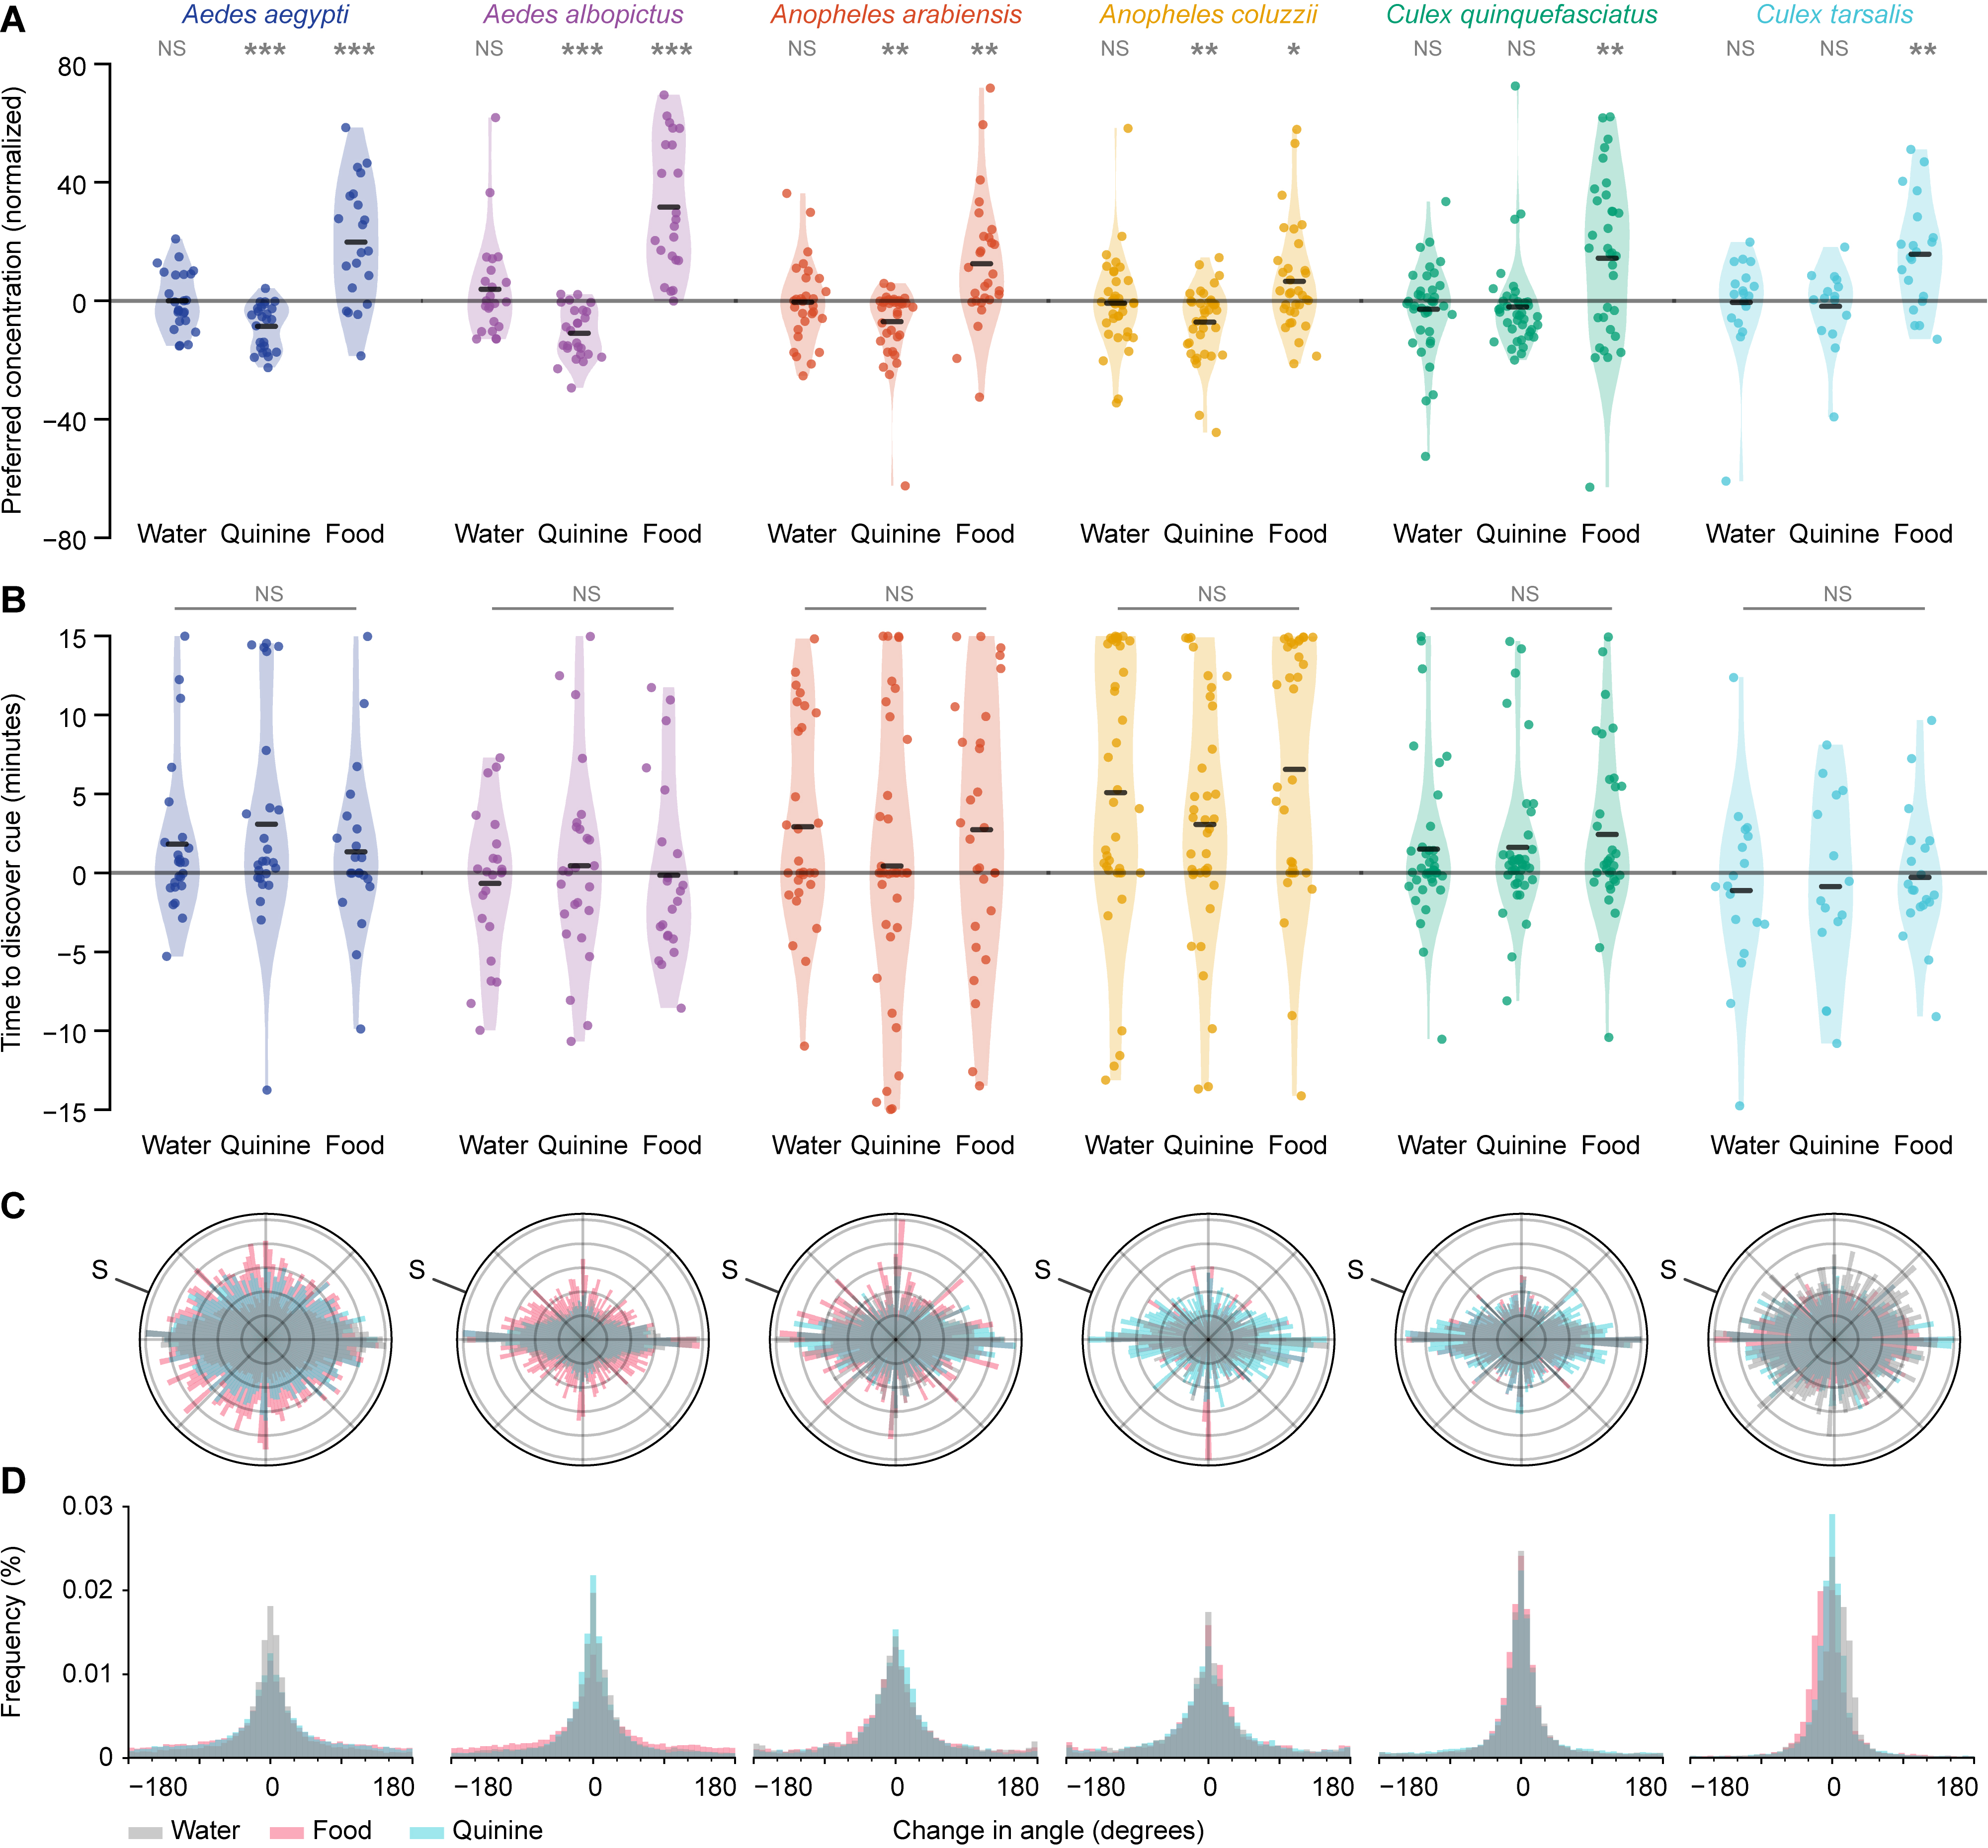 A
Aedes aegypti Aedes albopictus Anopheles arabiensis Anopheles coluzzii Culex quinquefasciatus Culex tarsalis
NS *** *** NS *** *** NS ** ** NS ** * NS NS ** NS NS **
Preferred concentration (normalized)
80
40
0
−40
−80
Water Quinine Food Water Quinine Food Water Quinine Food Water Quinine Food Water Quinine Food Water Quinine Food
B
NS NS NS NS NS NS
Time to discover cue (minutes)
15
10
5
0
−5
−10
−15
Water Quinine Food Water Quinine Food Water Quinine Food Water Quinine Food Water Quinine Food Water Quinine Food
C
S S S S S S
D
Frequency (%)
0.03
0.02
0.01
0
−180 0 180 −180 0 180 −180 0 180 −180 0 180 −180 0 180 −180 0 180
Water Food Quinine Change in angle (degrees)